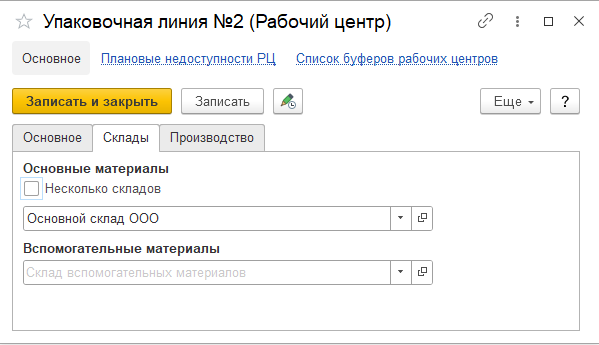 Упаковочная линия №2 (Рабочий центр)
Основное Плановые недоступности РЦ Список буферов рабочих центров
Записать и закрыть Записать Еще ?
Основное Склады Производство
Основные материалы
Несколько складов
Основной склад ООО
Вспомогательные материалы
Склад вспомогательных материалов